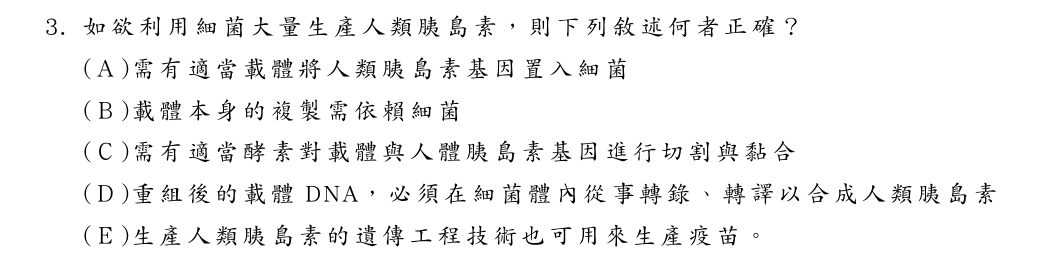 3. 如欲利用細菌大量生產人類胰島素，則下列敘述何者正確？
(A)需有適當載體將人類胰島素基因置入細菌
(B)載體本身的複製需依賴細菌
(C)需有適當酵素對載體與人體胰島素基因進行切割與黏合
(D)重組後的載體 DNA，必須在細菌體內從事轉錄、轉譯以合成人類胰島素
(E)生產人類胰島素的遺傳工程技術也可用來生產疫苗。